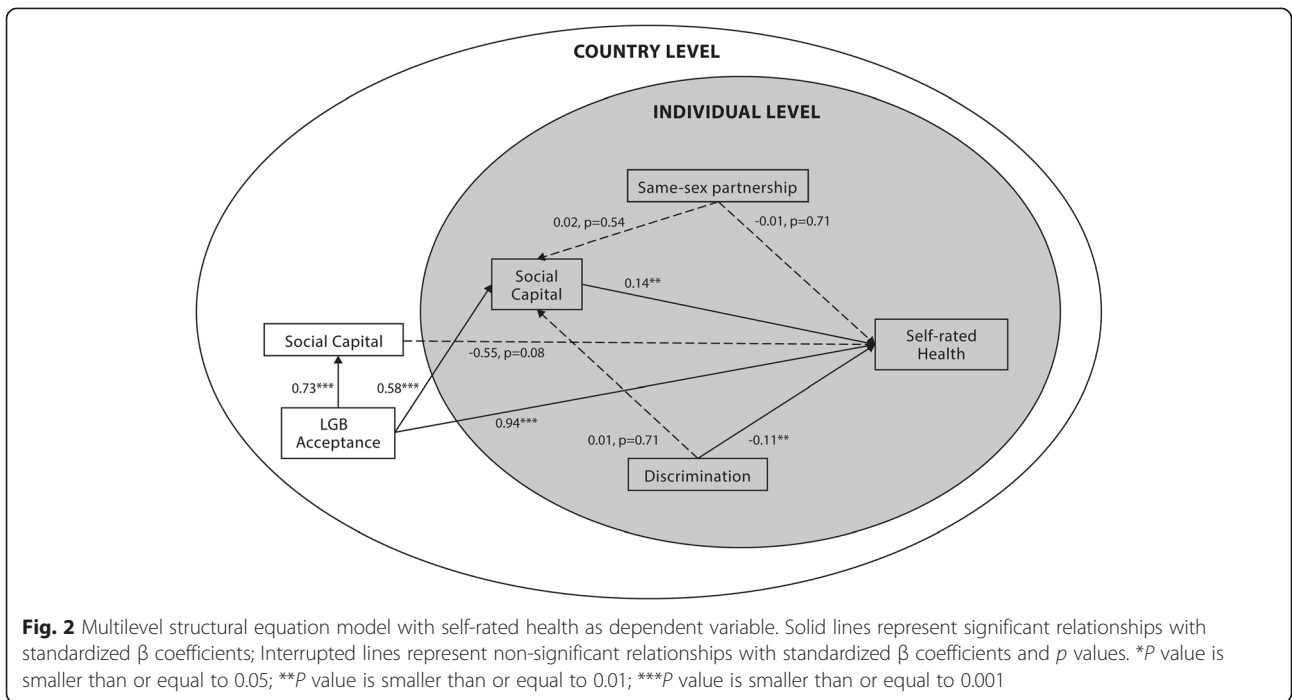 COUNTRY LEVEL
INDIVIDUAL LEVEL
Same-sex partnership
0.02, p=0.54
-0.01, p=0.71
Social
Capital
0.14**
Self-rated
Health
Social Capital
-0.55, p=0.08
0.73***
0.58***
LGB
Acceptance
0.94***
0.01, p=0.71
-0.11**
Discrimination
Fig. 2 Multilevel structural equation model with self-rated health as dependent variable. Solid lines represent significant relationships with
standardized β coefficients; Interrupted lines represent non-significant relationships with standardized β coefficients and p values. *P value is
smaller than or equal to 0.05; **P value is smaller than or equal to 0.01; ***P value is smaller than or equal to 0.001